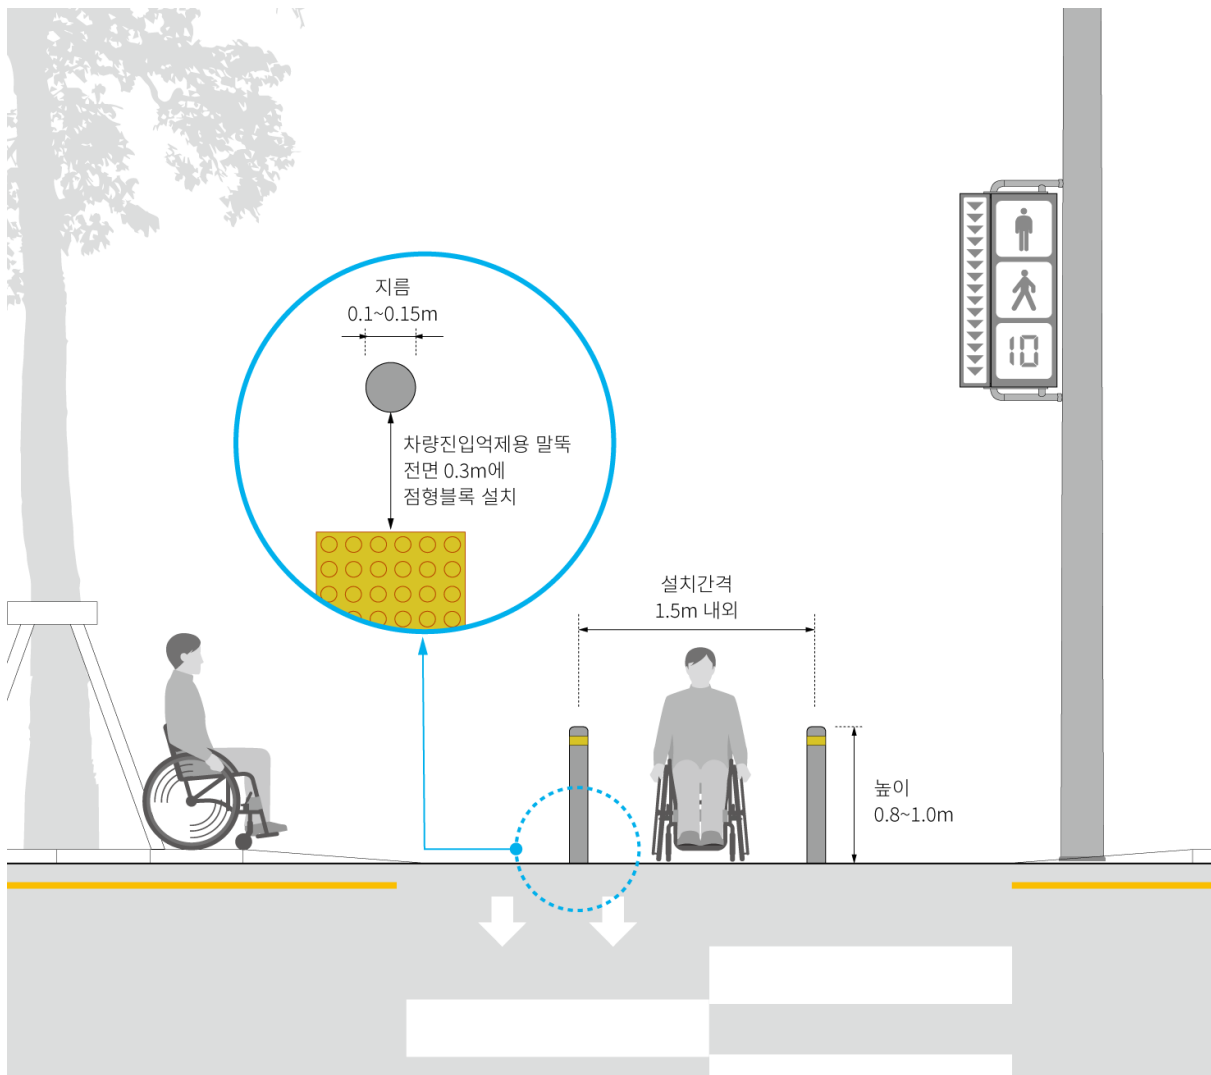 지름
0.1~0.15m
차량진입억제용 말뚝
전면 0.3m에
점형블록 설치
설치간격
1.5m 내외
높이
0.8~1.0m
10